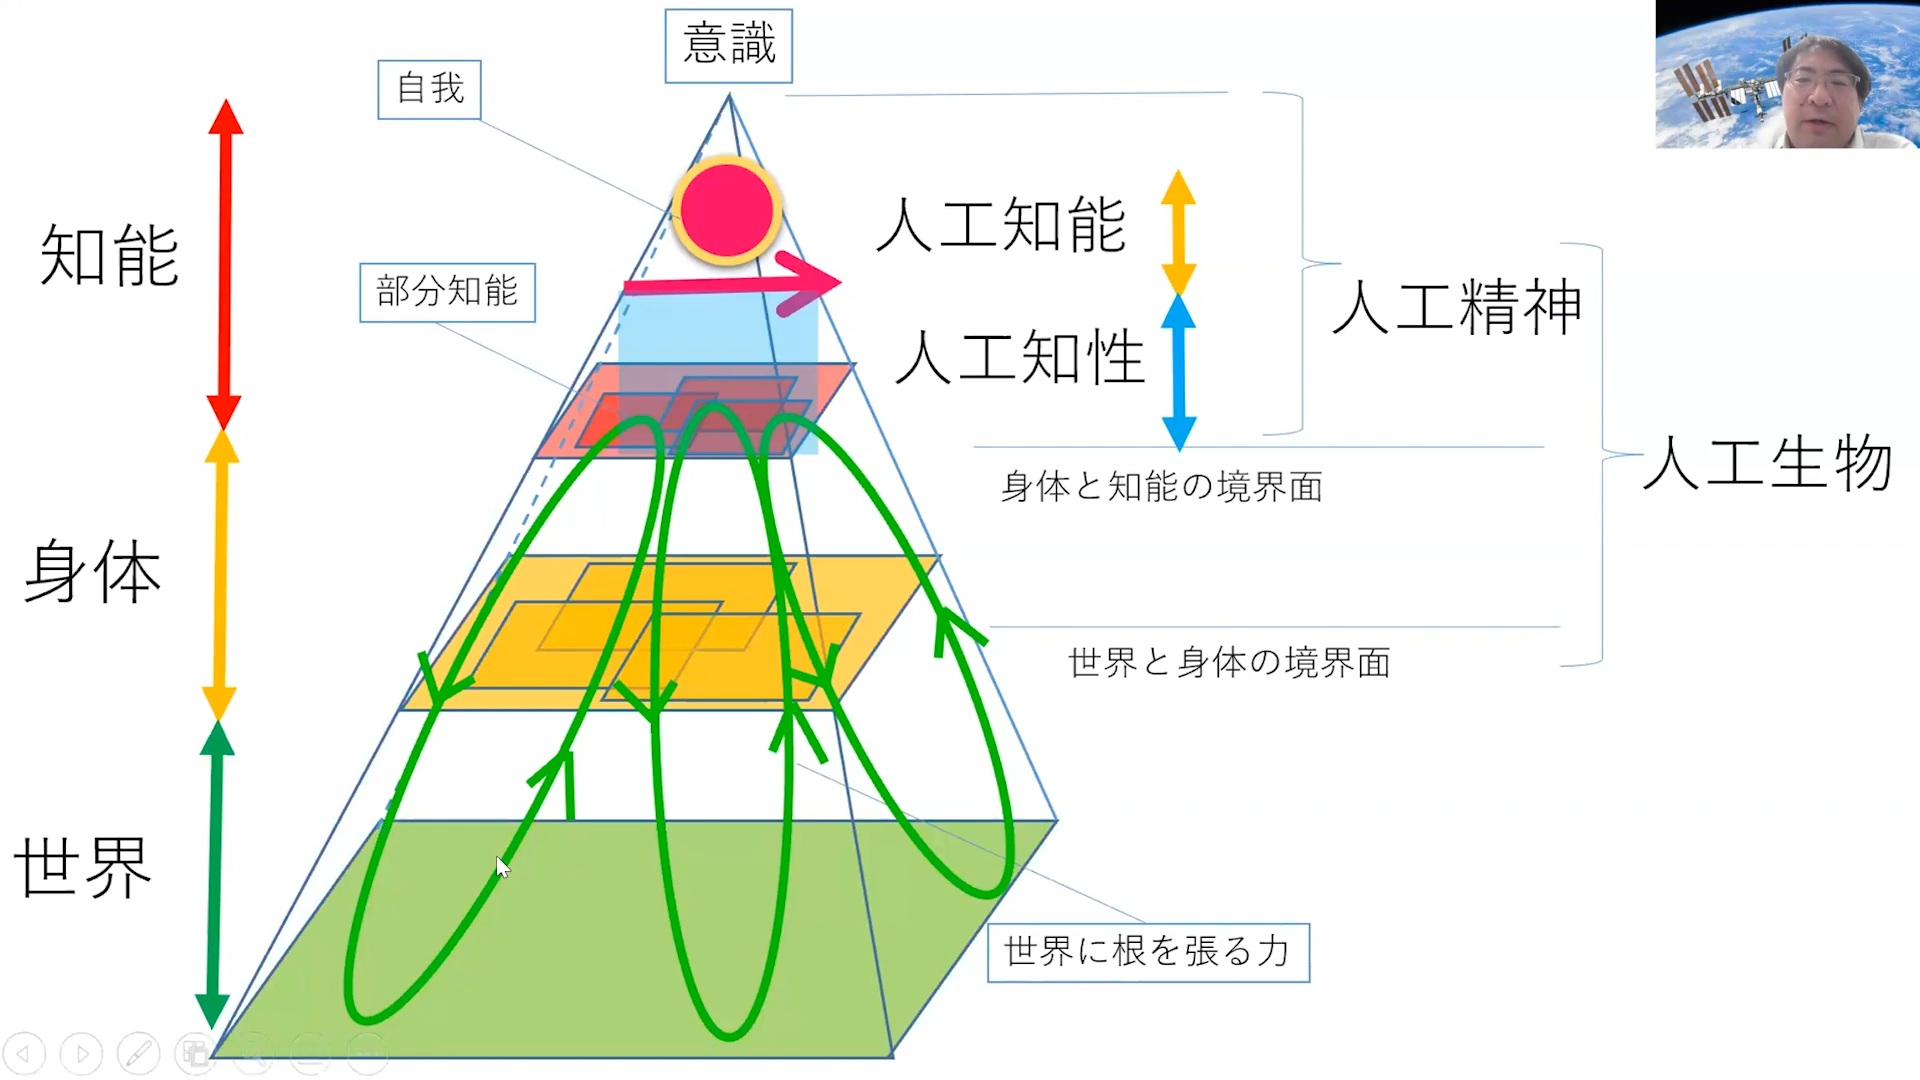 意識
自我
知能
人工知能
部分知能
人工精神
人工知性
人工生物
身体と知能の境界面
身体
世界と身体の境界面
世界
世界に根を張る力